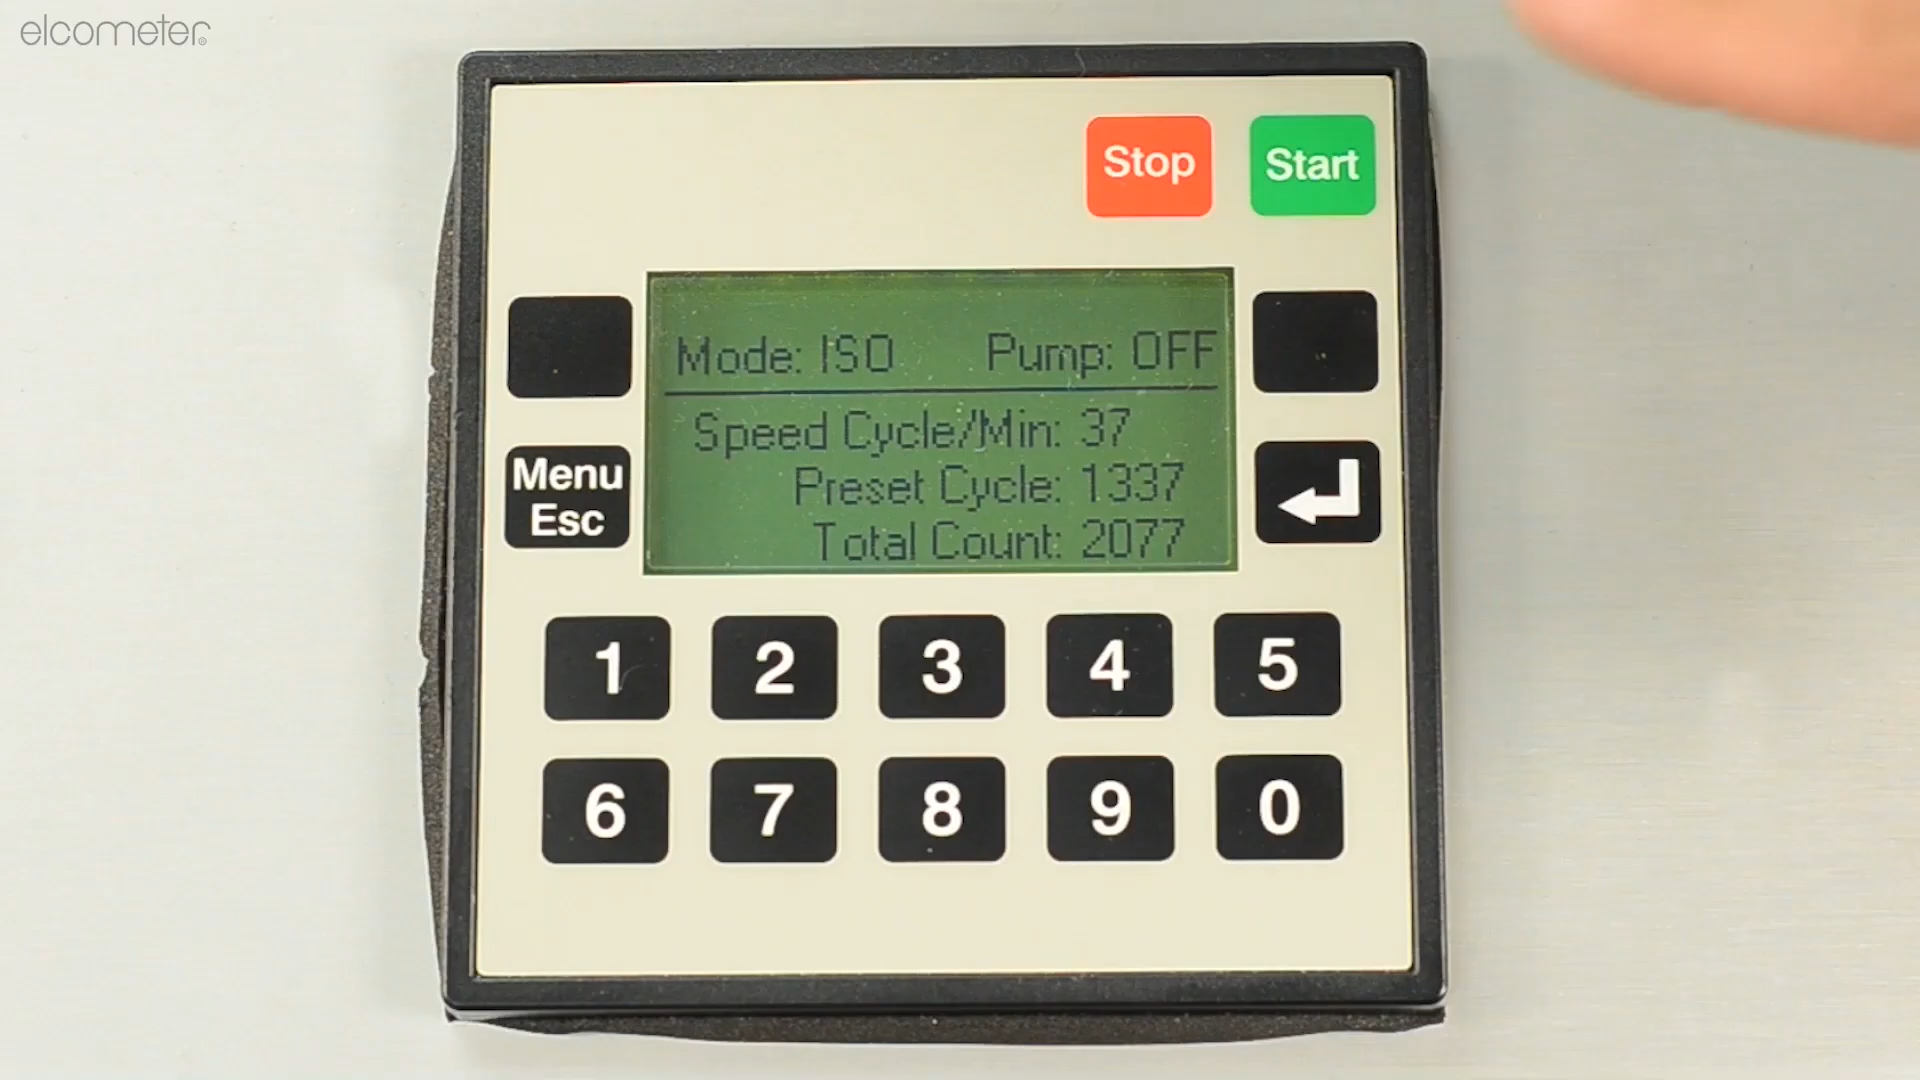 elcometer
Stop Start
Mode: ISO Pump: OFF
Speed Cycle/Min: 37
Preset Cycle: 1337
Total Count: 2077
Menu
Esc
1 2 3 4 5
6 7 8 9 0